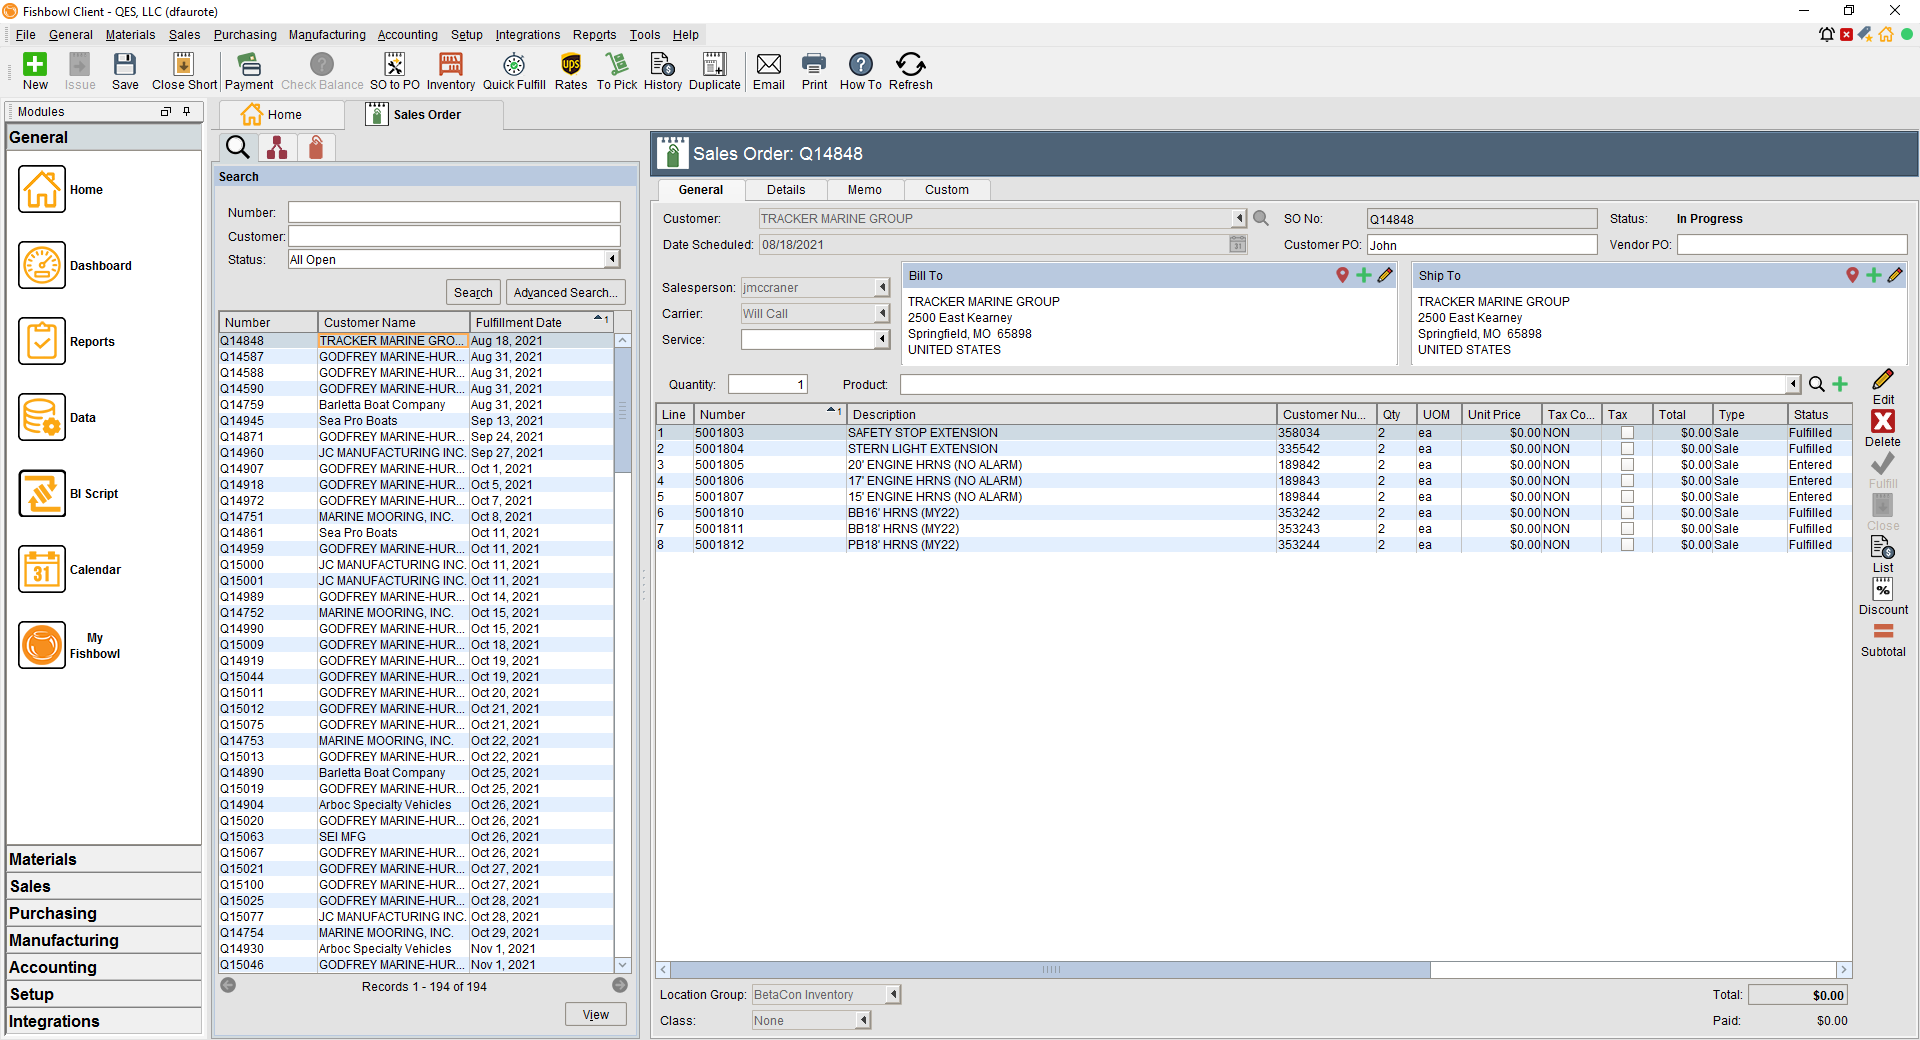 Fishbowl Client - QES, LLC (dfaurote)
File General Materials Sales Purchasing Manufacturing Accounting Setup Integrations Reports Tools Help
New Issue Save Close Short Payment Check Balance SO to PO Inventory Quick Fulfill Rates To Pick History Duplicate Email Print How To Refresh
Modules
General
Home
Dashboard
Reports
Data
BI Script
31
Calendar
My
Fishbowl
Materials
Sales
Purchasing
Manufacturing
Accounting
Setup
Integrations
Home
Sales Order
Search
Number:
Customer:
Status: All Open
Search Advanced Search...
Number Customer Name Fulfillment Date 1
Q14848 TRACKER MARINE GRO... Aug 18, 2021
Q14587 GODFREY MARINE-HUR... Aug 31, 2021
Q14588 GODFREY MARINE-HUR... Aug 31, 2021
Q14590 GODFREY MARINE-HUR... Aug 31, 2021
Q14759 Barletta Boat Company Aug 31, 2021
Q14945 Sea Pro Boats Sep 13, 2021
Q14871 GODFREY MARINE-HUR... Sep 24, 2021
Q14960 JC MANUFACTURING INC. Sep 27, 2021
Q14907 GODFREY MARINE-HUR... Oct 1, 2021
Q14918 GODFREY MARINE-HUR... Oct 5, 2021
Q14972 GODFREY MARINE-HUR... Oct 7, 2021
Q14751 MARINE MOORING, INC. Oct 8, 2021
Q14861 Sea Pro Boats Oct 11, 2021
Q14959 GODFREY MARINE-HUR... Oct 11, 2021
Q15000 JC MANUFACTURING INC. Oct 11, 2021
Q15001 JC MANUFACTURING INC. Oct 11, 2021
Q14989 GODFREY MARINE-HUR... Oct 14, 2021
Q14752 MARINE MOORING, INC. Oct 15, 2021
Q14990 GODFREY MARINE-HUR... Oct 15, 2021
Q15009 GODFREY MARINE-HUR... Oct 18, 2021
Q14919 GODFREY MARINE-HUR... Oct 19, 2021
Q15044 GODFREY MARINE-HUR... Oct 19, 2021
Q15011 GODFREY MARINE-HUR... Oct 20, 2021
Q15012 GODFREY MARINE-HUR... Oct 21, 2021
Q15075 GODFREY MARINE-HUR... Oct 21, 2021
Q14753 MARINE MOORING, INC. Oct 22, 2021
Q15013 GODFREY MARINE-HUR... Oct 22, 2021
Q14890 Barletta Boat Company Oct 25, 2021
Q15019 GODFREY MARINE-HUR... Oct 25, 2021
Q14904 Arboc Specialty Vehicles Oct 26, 2021
Q15020 GODFREY MARINE-HUR... Oct 26, 2021
Q15063 SEI MFG Oct 26, 2021
Q15067 GODFREY MARINE-HUR... Oct 26, 2021
Q15021 GODFREY MARINE-HUR... Oct 27, 2021
Q15100 GODFREY MARINE-HUR... Oct 27, 2021
Q15025 GODFREY MARINE-HUR... Oct 28, 2021
Q15077 JC MANUFACTURING INC. Oct 28, 2021
Q14754 MARINE MOORING, INC. Oct 29, 2021
Q14930 Arboc Specialty Vehicles Nov 1, 2021
Q15046 GODFREY MARINE-HUR... Nov 1, 2021
Records 1 - 194 of 194
View
Sales Order: Q14848
General Details Memo Custom
Customer: TRACKER MARINE GROUP SO No: Q14848 Status: In Progress
Date Scheduled: 08/18/2021 31 Customer PO: John Vendor PO:
Salesperson: jmccraner
Carrier: Will Call
Service:
Bill To
TRACKER MARINE GROUP
2500 East Kearney
Springfield, MO 65898
UNITED STATES
Ship To
TRACKER MARINE GROUP
2500 East Kearney
Springfield, MO 65898
UNITED STATES
Quantity: 1 Product:
Line Number 1 Description Customer Nu... Qty UOM Unit Price Tax Co... Tax Total Type Status
1 5001803 SAFETY STOP EXTENSION 358034 2 ea $0.00 NON $0.00 Sale Fulfilled
2 5001804 STERN LIGHT EXTENSION 335542 2 ea $0.00 NON $0.00 Sale Fulfilled
3 5001805 20' ENGINE HRNS (NO ALARM) 189842 2 ea $0.00 NON $0.00 Sale Entered
4 5001806 17' ENGINE HRNS (NO ALARM) 189843 2 ea $0.00 NON $0.00 Sale Entered
5 5001807 15' ENGINE HRNS (NO ALARM) 189844 2 ea $0.00 NON $0.00 Sale Entered
6 5001810 BB16' HRNS (MY22) 353242 2 ea $0.00 NON $0.00 Sale Fulfilled
7 5001811 BB18' HRNS (MY22) 353243 2 ea $0.00 NON $0.00 Sale Fulfilled
8 5001812 PB18' HRNS (MY22) 353244 2 ea $0.00 NON $0.00 Sale Fulfilled
Edit
Delete
Fulfill
Close
List
Discount
Subtotal
Location Group: BetaCon Inventory Total: $0.00
Class: None Paid: $0.00